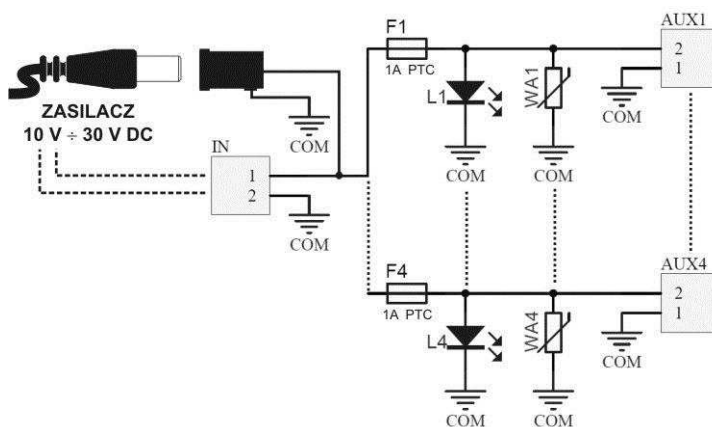 AUX1
F1
2
1
1A PTC
L1
WA1
COM
ZASILACZ
10 V ÷ 30 V DC
COM
IN
1
2
COM
COM
COM
COM
AUX4
F4
2
1
1A PTC
L4
WA4
COM
COM
COM